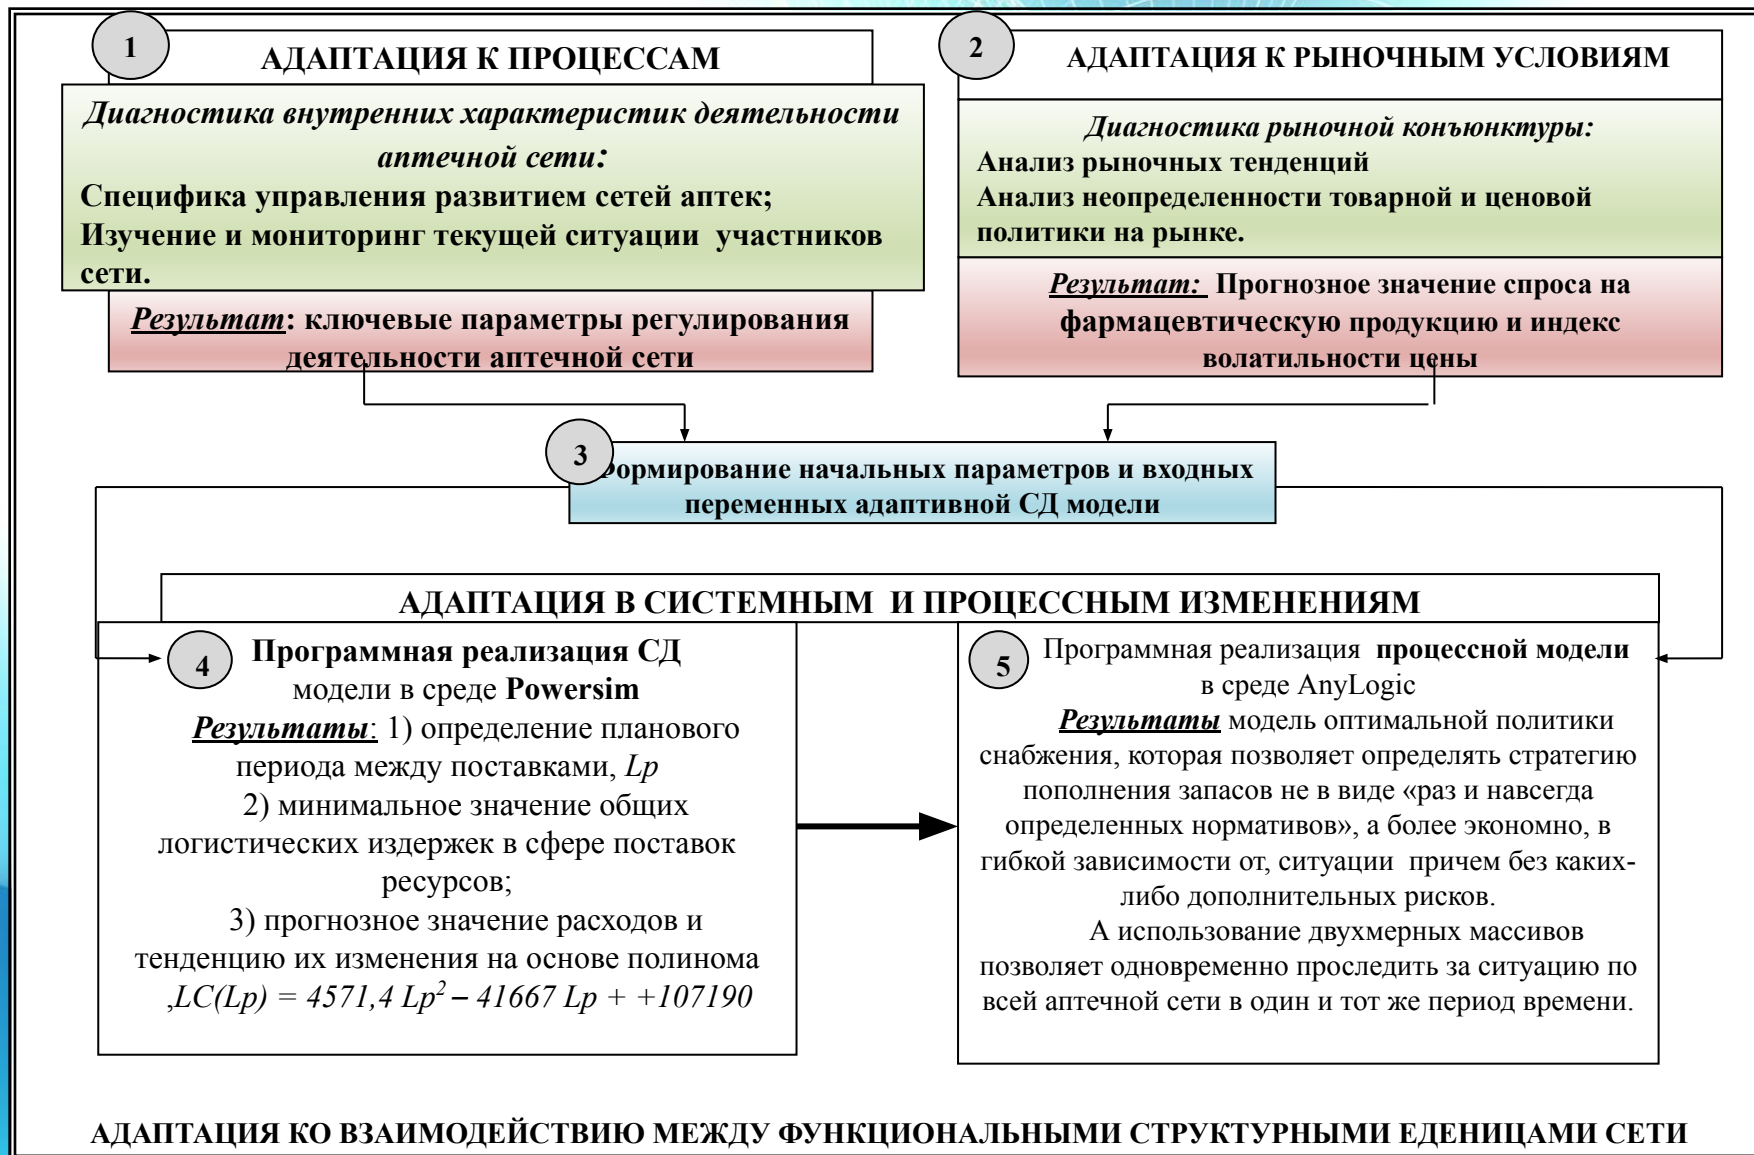 1
АДАПТАЦИЯ К ПРОЦЕССАМ
Диагностика внутренних характеристик деятельности
аптечной сети:
Специфика управления развитием сетей аптек;
Изучение и мониторинг текущей ситуации участников
сети.
Результат: ключевые параметры регулирования
деятельности аптечной сети
2
АДАПТАЦИЯ К РЫНОЧНЫМ УСЛОВИЯМ
Диагностика рыночной конъюнктуры:
Анализ рыночных тенденций
Анализ неопределенности товарной и ценовой
политики на рынке.
Результат: Прогнозное значение спроса на
фармацевтическую продукцию и индекс
волатильности цены
3
Формирование начальных параметров и входных
переменных адаптивной СД модели
АДАПТАЦИЯ В СИСТЕМНЫМ И ПРОЦЕССНЫМ ИЗМЕНЕНИЯМ
4
Программная реализация СД
модели в среде Powersim
Результаты: 1) определение планового
периода между поставками, Lp
2) минимальное значение общих
логистических издержек в сфере поставок
ресурсов;
3) прогнозное значение расходов и
тенденцию их изменения на основе полинома
,LC(Lp) = 4571,4 Lp² – 41667 Lp + +107190
5
Программная реализация процессной модели
в среде AnyLogic
Результаты модель оптимальной политики
снабжения, которая позволяет определять стратегию
пополнения запасов не в виде «раз и навсегда
определенных нормативов», а более экономно, в
гибкой зависимости от, ситуации причем без каких-
либо дополнительных рисков.
А использование двухмерных массивов
позволяет одновременно проследить за ситуацию по
всей аптечной сети в один и тот же период времени.
АДАПТАЦИЯ КО ВЗАИМОДЕЙСТВИЮ МЕЖДУ ФУНКЦИОНАЛЬНЫМИ СТРУКТУРНЫМИ ЕДЕНИЦАМИ СЕТИ